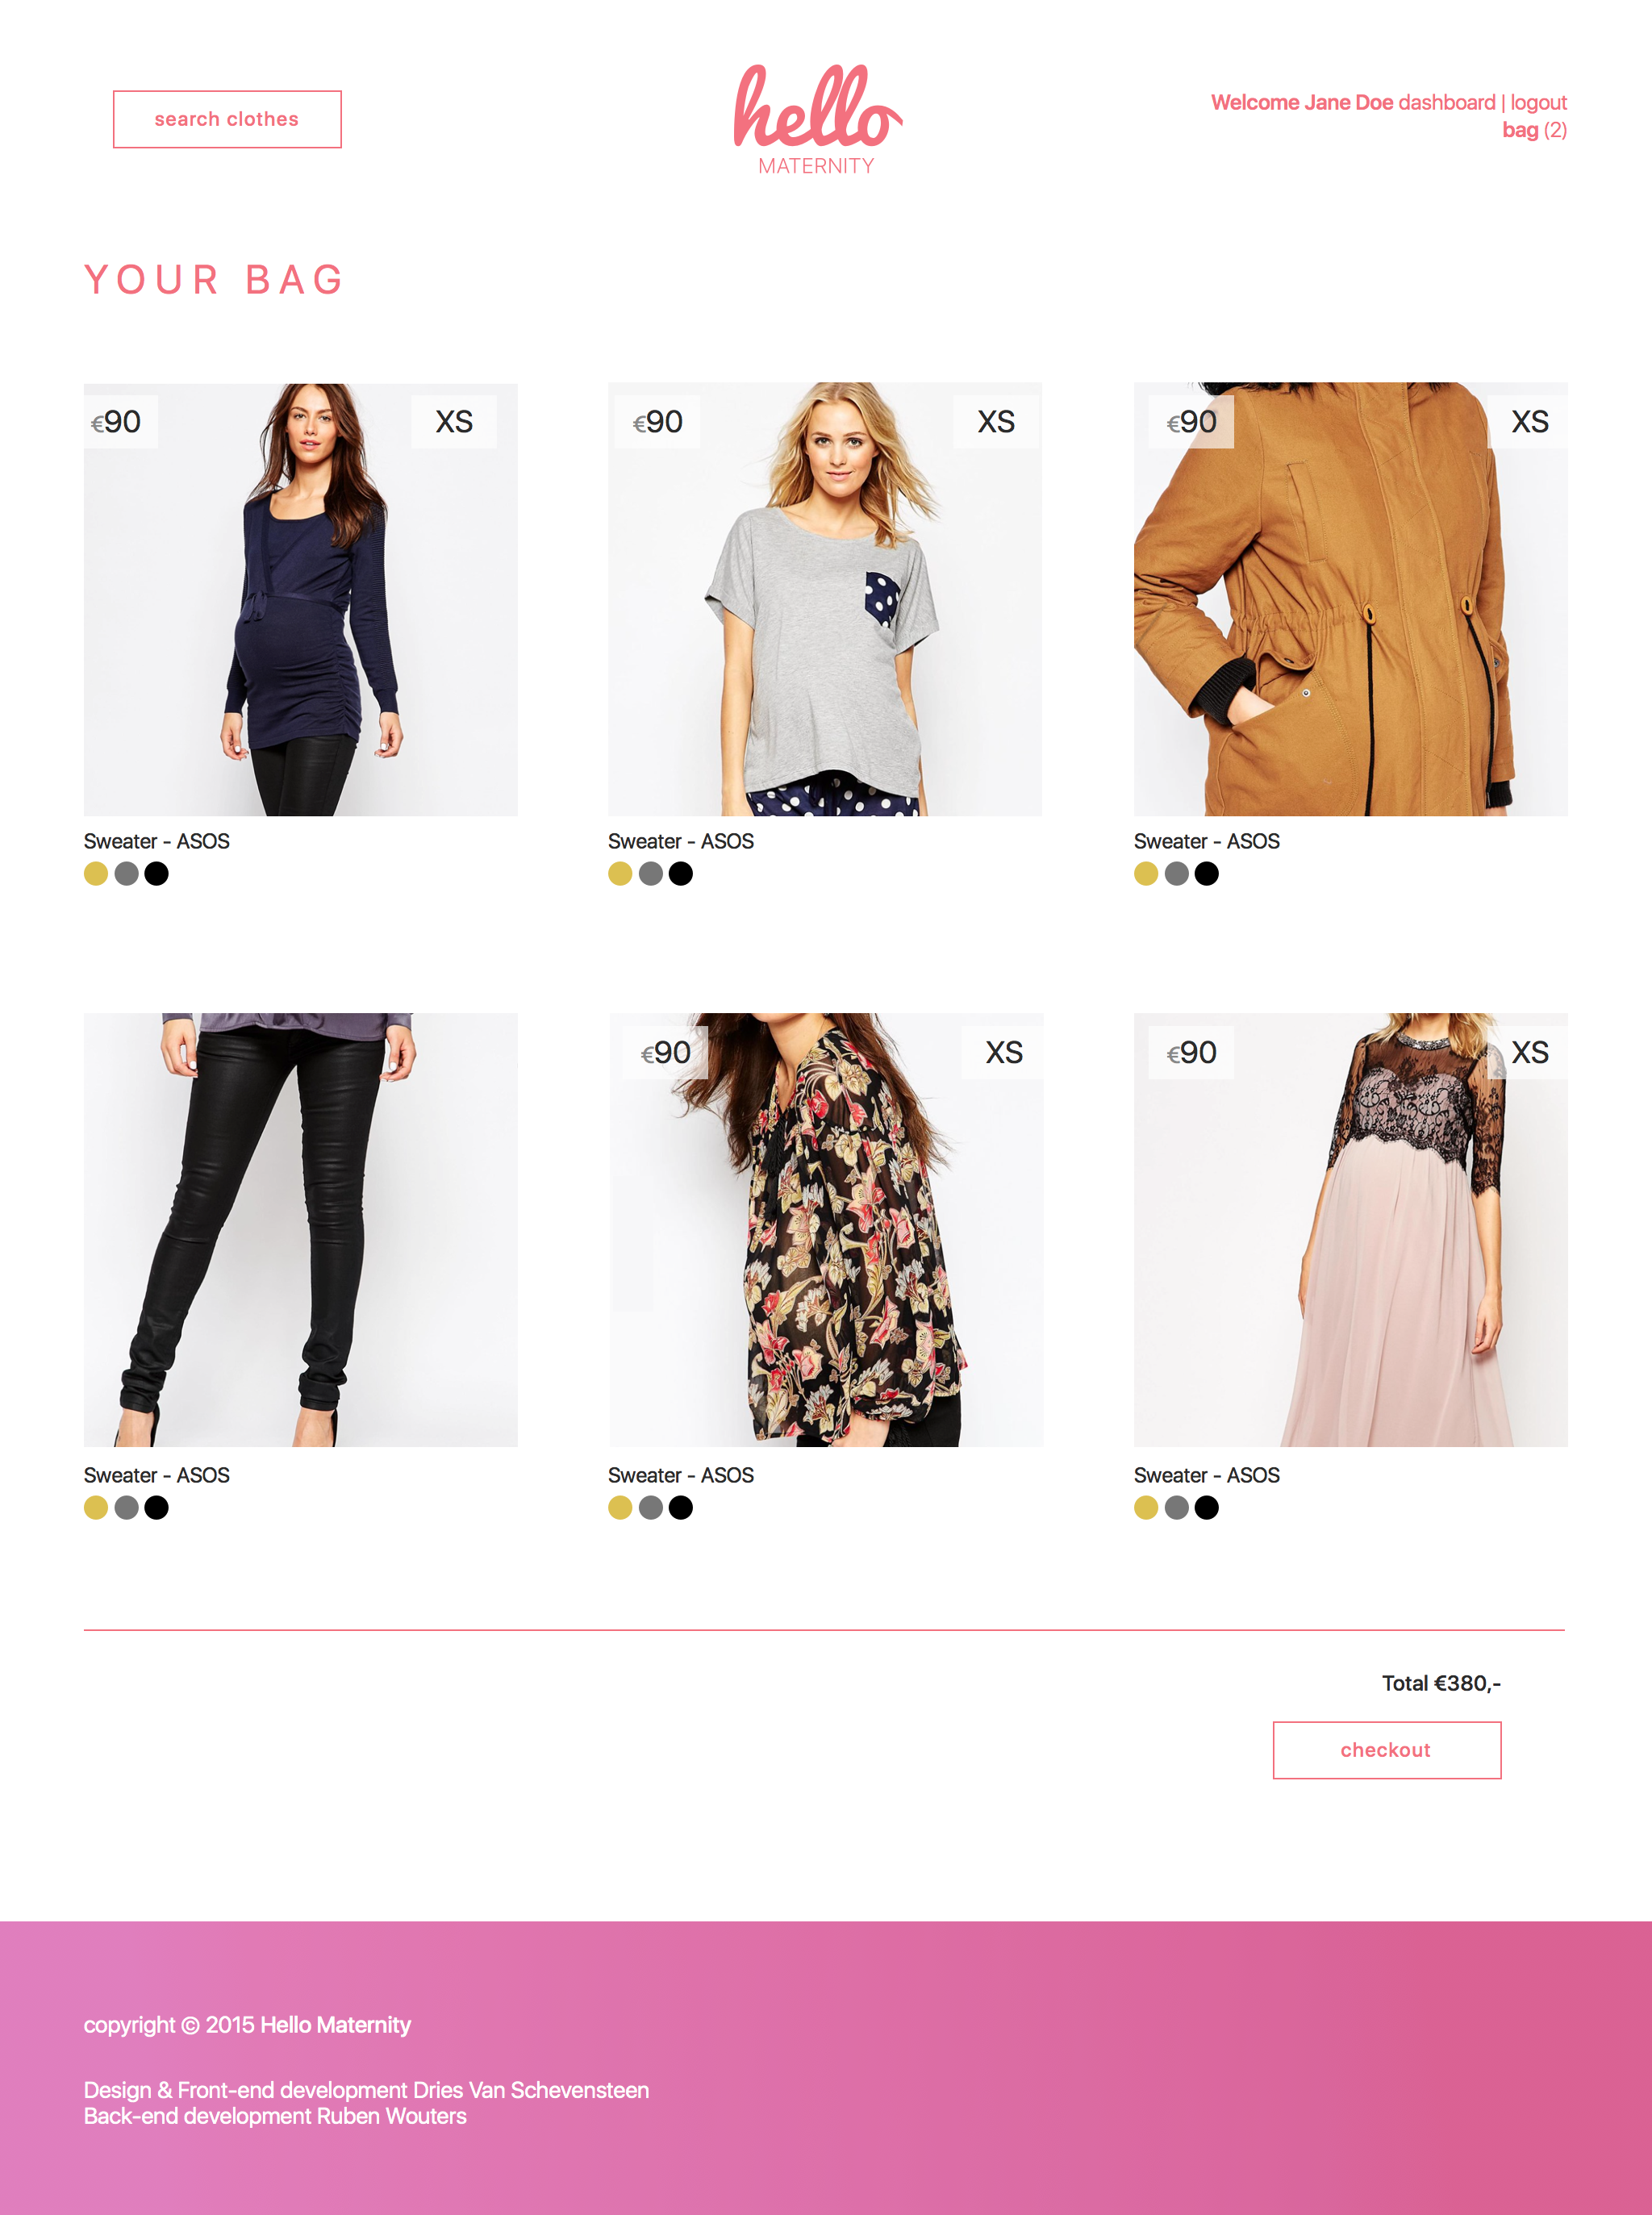 search clothes
hello
MATERNITY
Welcome Jane Doe dashboard | logout
bag (2)
YOUR BAG
€90
XS
€90
XS
€90
XS
Sweater - ASOS
Sweater - ASOS
Sweater - ASOS
€90
XS
€90
XS
Sweater - ASOS
Sweater - ASOS
Sweater - ASOS
Total €380,-
checkout
copyright © 2015 Hello Maternity
Design & Front-end development Dries Van Schevensteen
Back-end development Ruben Wouters